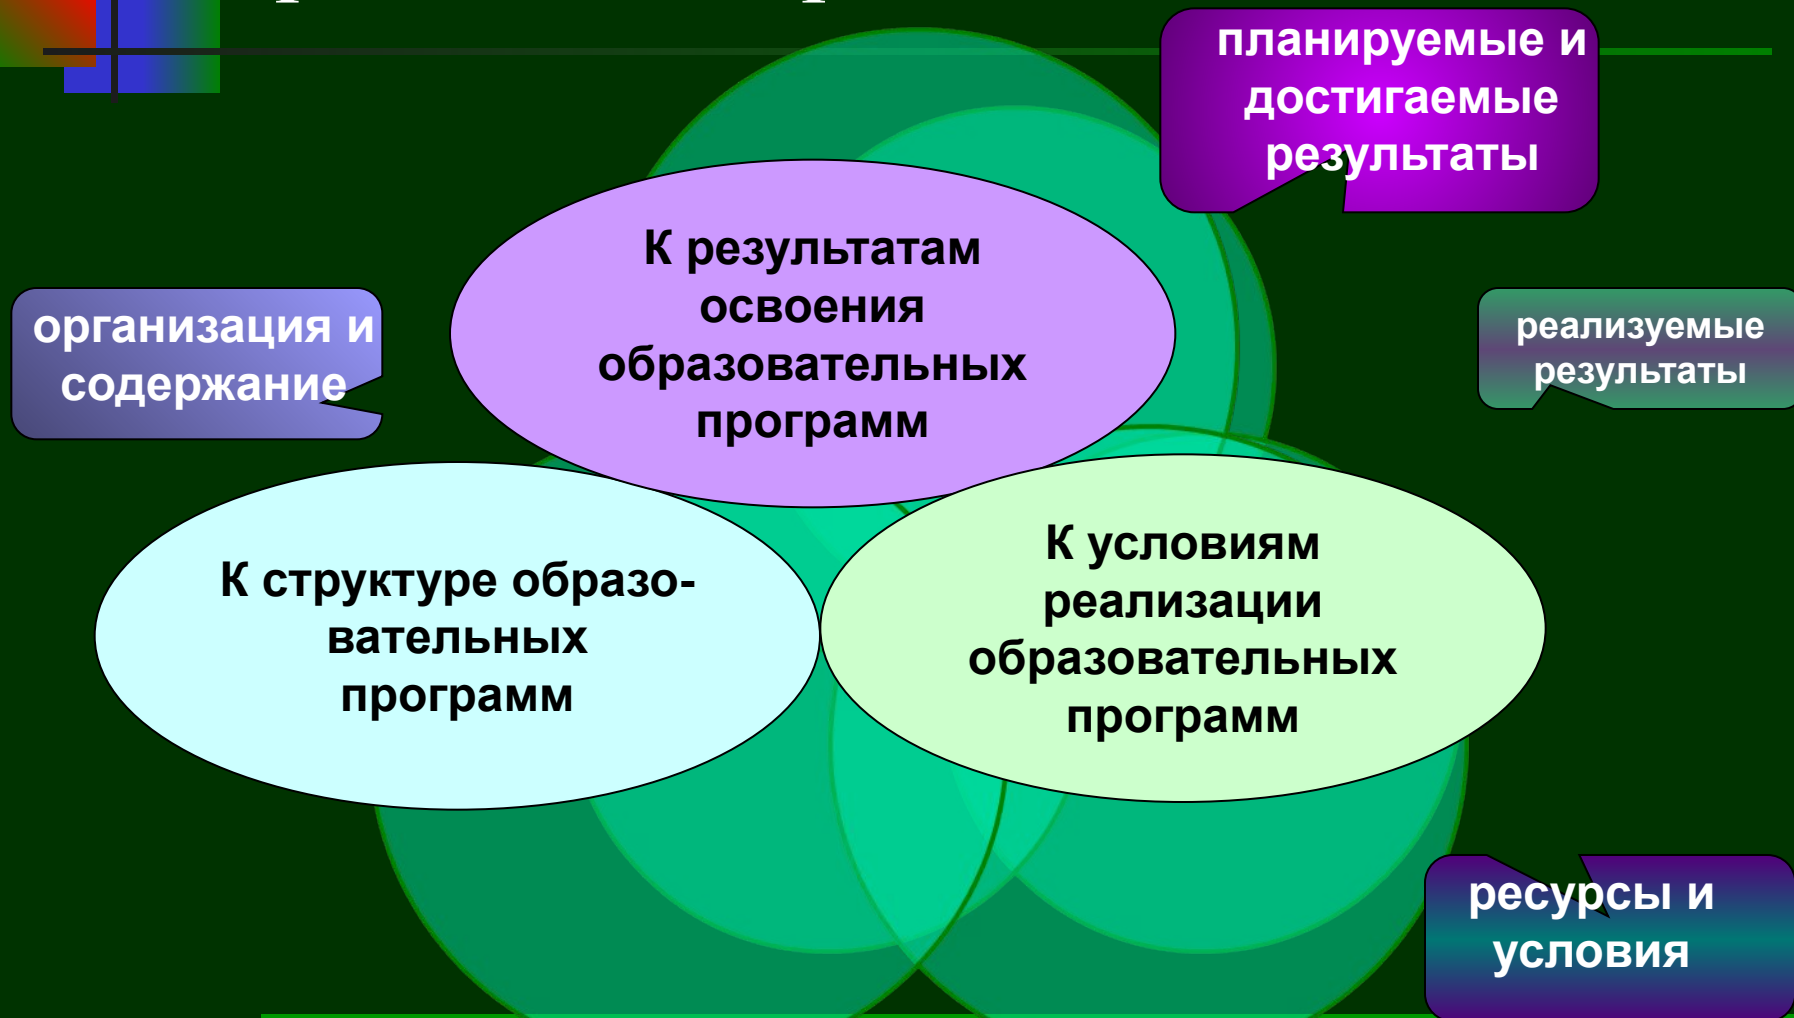 планируемые и
достигаемые
результаты
К результатам
освоения
образовательных
программ
организация и
содержание
реализуемые
результаты
К структуре образо-
вательных
программ
К условиям
реализации
образовательных
программ
ресурсы и
условия